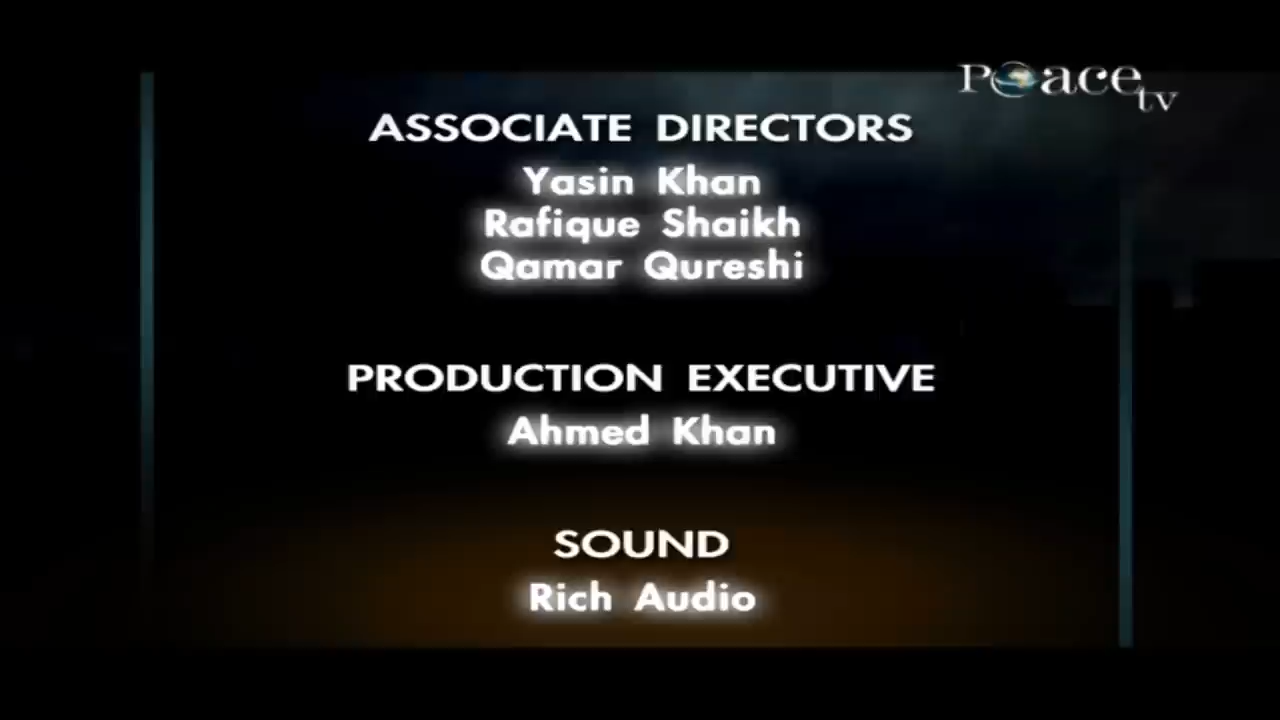 Peace
tv
ASSOCIATE DIRECTORS
Yasin Khan
Rafique Shaikh
Qamar Qureshi
PRODUCTION EXECUTIVE
Ahmed Khan
SOUND
Rich Audio